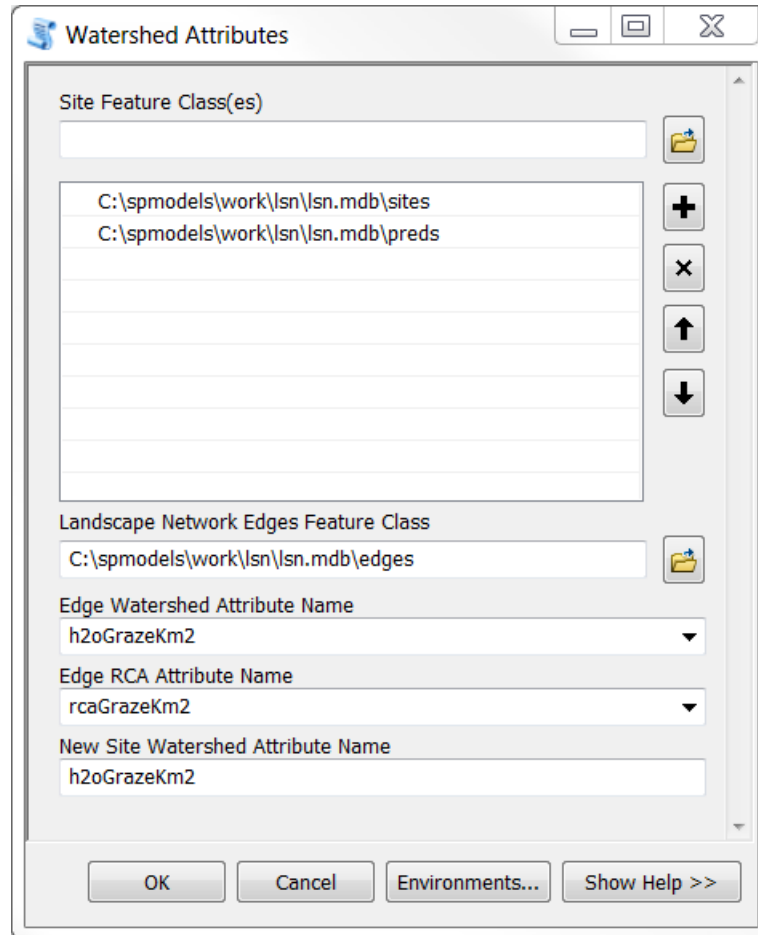 Watershed Attributes
Site Feature Class(es)
C:\spmodels\work\lsn\lsn.mdb\sites
C:\spmodels\work\lsn\lsn.mdb\preds
Landscape Network Edges Feature Class
C:\spmodels\work\lsn\lsn.mdb\edges
Edge Watershed Attribute Name
h2oGrazeKm2
Edge RCA Attribute Name
rcaGrazeKm2
New Site Watershed Attribute Name
h2oGrazeKm2
OK Cancel Environments... Show Help >>